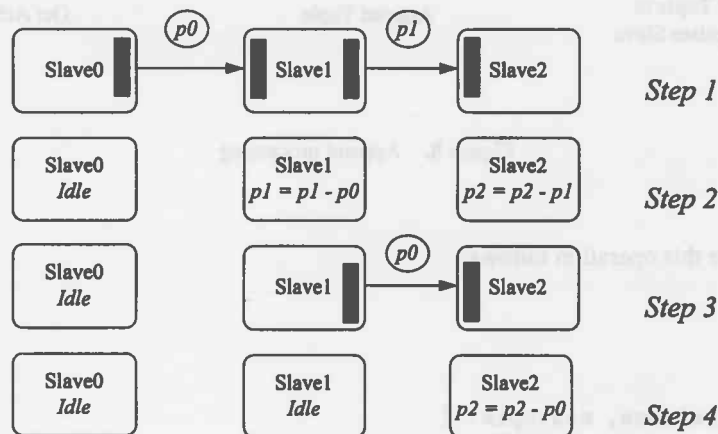 p0 p1
Slave0 Slave1 Slave2
Step 1
Slave0 Slave1 Slave2
Idle p1 = p1 - p0 p2 = p2 - p1
Step 2
p0
Slave0 Slave1 Slave2
Idle
Step 3
Slave0 Slave1 Slave2
Idle Idle p2 = p2 - p0
Step 4